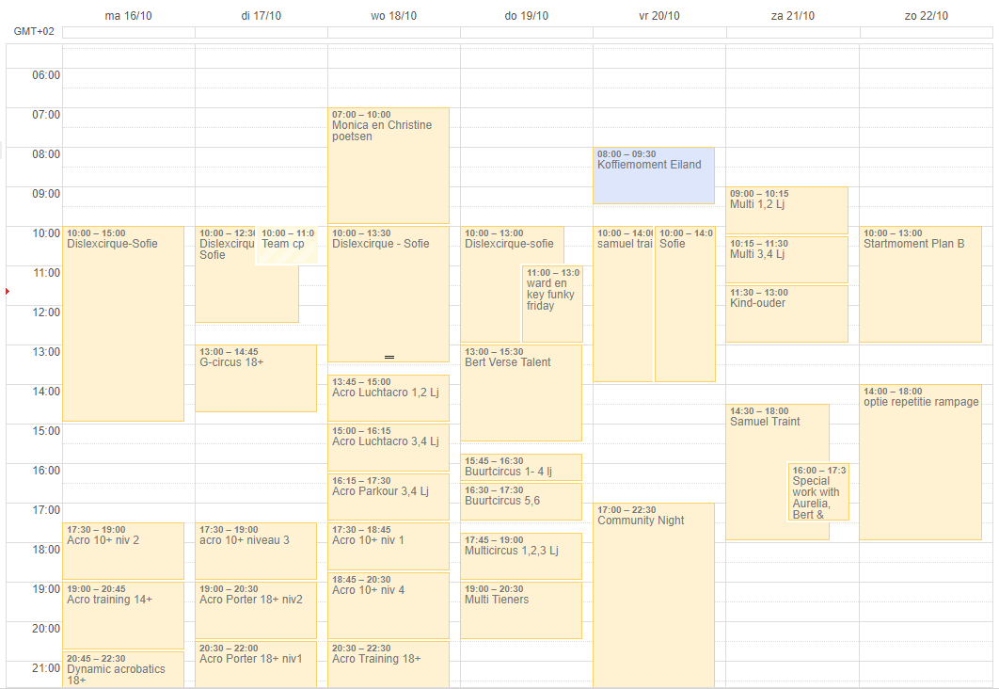 ma 16/10
di 17/10
wo 18/10
do 19/10
vr 20/10
za 21/10
zo 22/10
GMT+02
06:00
07:00
08:00
09:00
10:00
11:00
12:00
13:00
14:00
15:00
16:00
17:00
18:00
19:00
20:00
21:00
10:00 – 15:00
Dislexcirque-Sofie
17:30 – 19:00
Acro 10+ niv 2
19:00 – 20:45
Acro training 14+
20:45 – 22:30
Dynamic acrobatics
18+
10:00 – 12:30
Dislexcirqu
Sofie
10:00 – 11:0
Team cp
13:00 – 14:45
G-circus 18+
17:30 – 19:00
acro 10+ niveau 3
19:00 – 20:30
Acro Porter 18+ niv2
20:30 – 22:00
Acro Porter 18+ niv1
07:00 – 10:00
Monica en Christine
poetsen
10:00 – 13:30
Dislexcirque - Sofie
13:45 – 15:00
Acro Luchtacro 1,2 Lj
15:00 – 16:15
Acro Luchtacro 3,4 Lj
16:15 – 17:30
Acro Parkour 3,4 Lj
17:30 – 18:45
Acro 10+ niv 1
18:45 – 20:30
Acro 10+ niv 4
20:30 – 22:30
Acro Training 18+
10:00 – 13:00
Dislexcirque-sofie
11:00 – 13:0
ward en
key funky
friday
13:00 – 15:30
Bert Verse Talent
15:45 – 16:30
Buurtcircus 1- 4 lj
16:30 – 17:30
Buurtcircus 5,6
17:45 – 19:00
Multicircus 1,2,3 Lj
19:00 – 20:30
Multi Tieners
08:00 – 09:30
Koffiemoment Eiland
10:00 – 14:00
samuel trai
10:00 – 14:0
Sofie
17:00 – 22:30
Community Night
09:00 – 10:15
Multi 1,2 Lj
10:15 – 11:30
Multi 3,4 Lj
11:30 – 13:00
Kind-ouder
14:30 – 18:00
Samuel Traint
16:00 – 17:3
Special
work with
Aurelia,
Bert &
10:00 – 13:00
Startmoment Plan B
14:00 – 18:00
optie repetitie rampage